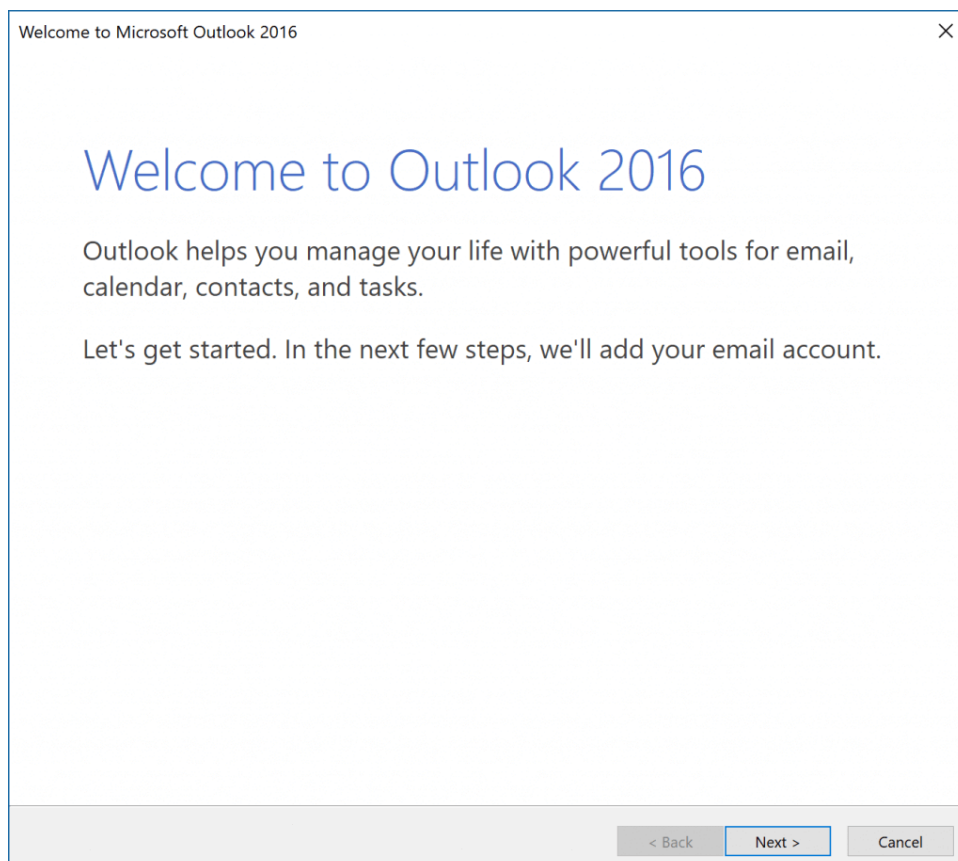 Welcome to Microsoft Outlook 2016
Welcome to Outlook 2016
Outlook helps you manage your life with powerful tools for email,
calendar, contacts, and tasks.
Let's get started. In the next few steps, we'll add your email account.
< Back Next > Cancel